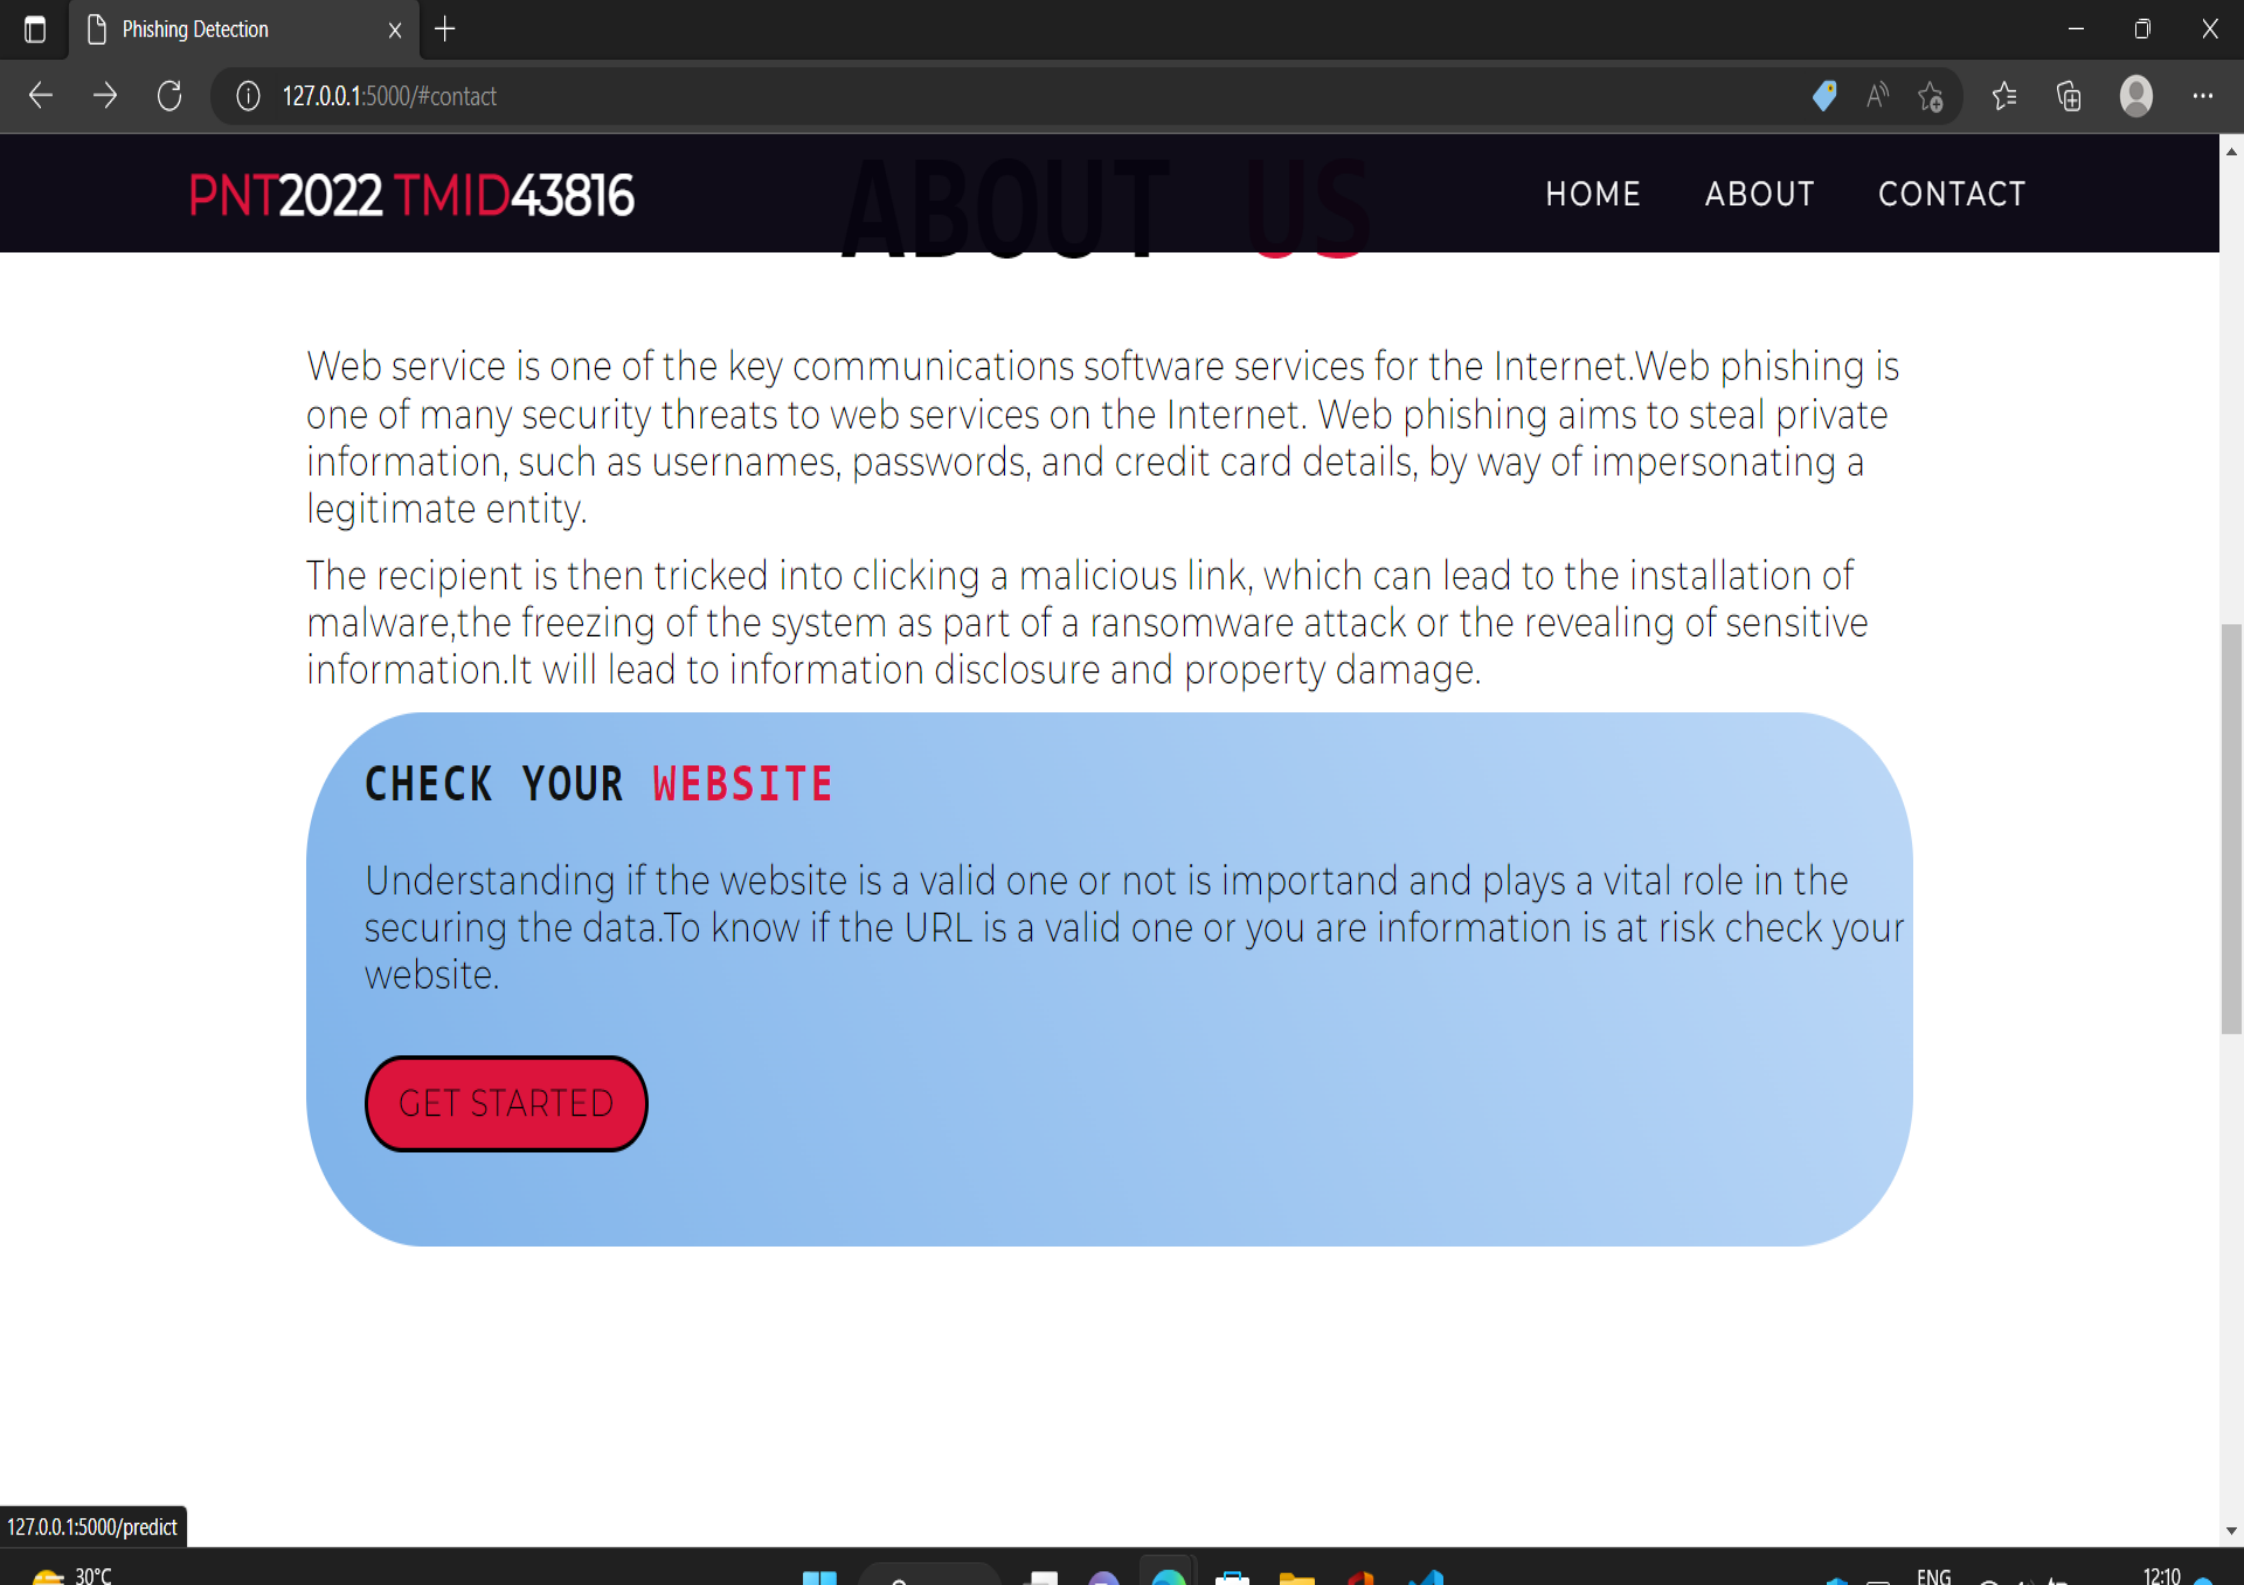 Phishing Detection
127.0.0.1:5000/#contact
PNT2022 TMID43816
HOME ABOUT CONTACT
ABOUT US
Web service is one of the key communications software services for the Internet.Web phishing is
one of many security threats to web services on the Internet. Web phishing aims to steal private
information, such as usernames, passwords, and credit card details, by way of impersonating a
legitimate entity.
The recipient is then tricked into clicking a malicious link, which can lead to the installation of
malware,the freezing of the system as part of a ransomware attack or the revealing of sensitive
information.It will lead to information disclosure and property damage.
CHECK YOUR WEBSITE
Understanding if the website is a valid one or not is importand and plays a vital role in the
securing the data.To know if the URL is a valid one or you are information is at risk check your
website.
GET STARTED
127.0.0.1:5000/predict
30°C
ENG
12:10